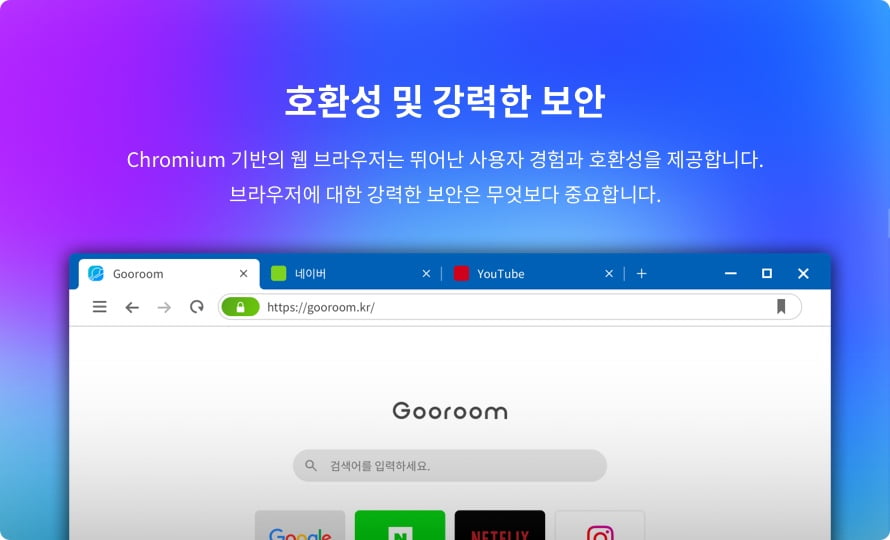 호환성 및 강력한 보안
Chromium 기반의 웹 브라우저는 뛰어난 사용자 경험과 호환성을 제공합니다.
브라우저에 대한 강력한 보안은 무엇보다 중요합니다.
Gooroom 네이버 YouTube
https://gooroom.kr/
Gooroom
검색어를 입력하세요.
Google N NETFLIX